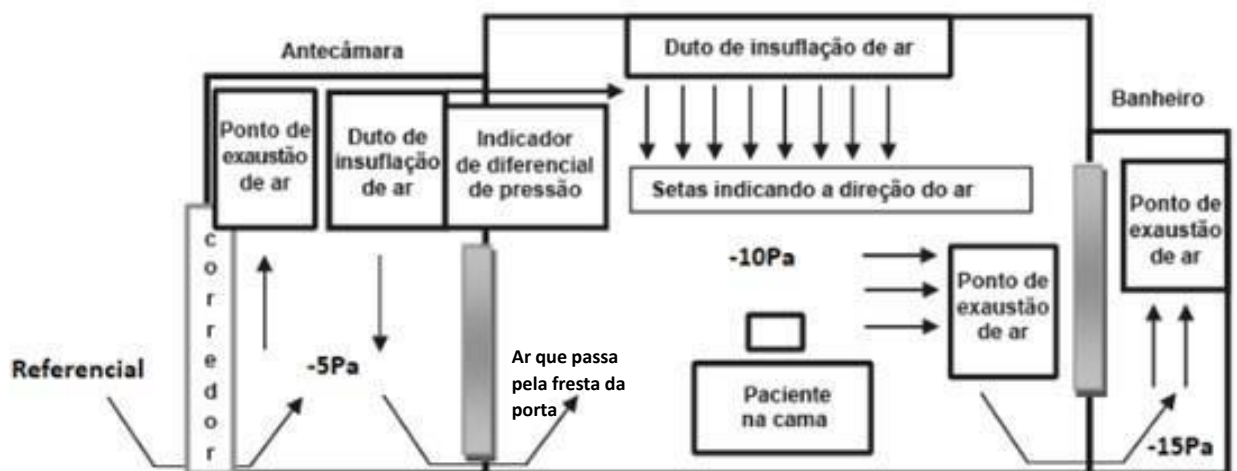 Antecâmara
Duto de insuflação de ar
Banheiro
Ponto de
exaustão
de ar
Duto de
insuflação
de ar
Indicador
de diferencial
de pressão
Setas indicando a direção do ar
Ponto de
exaustão
de ar
corredor
-10Pa
Ponto de
exaustão
de ar
Referencial
-5Pa
Ar que passa
pela fresta da
porta
Paciente
na cama
-15Pa